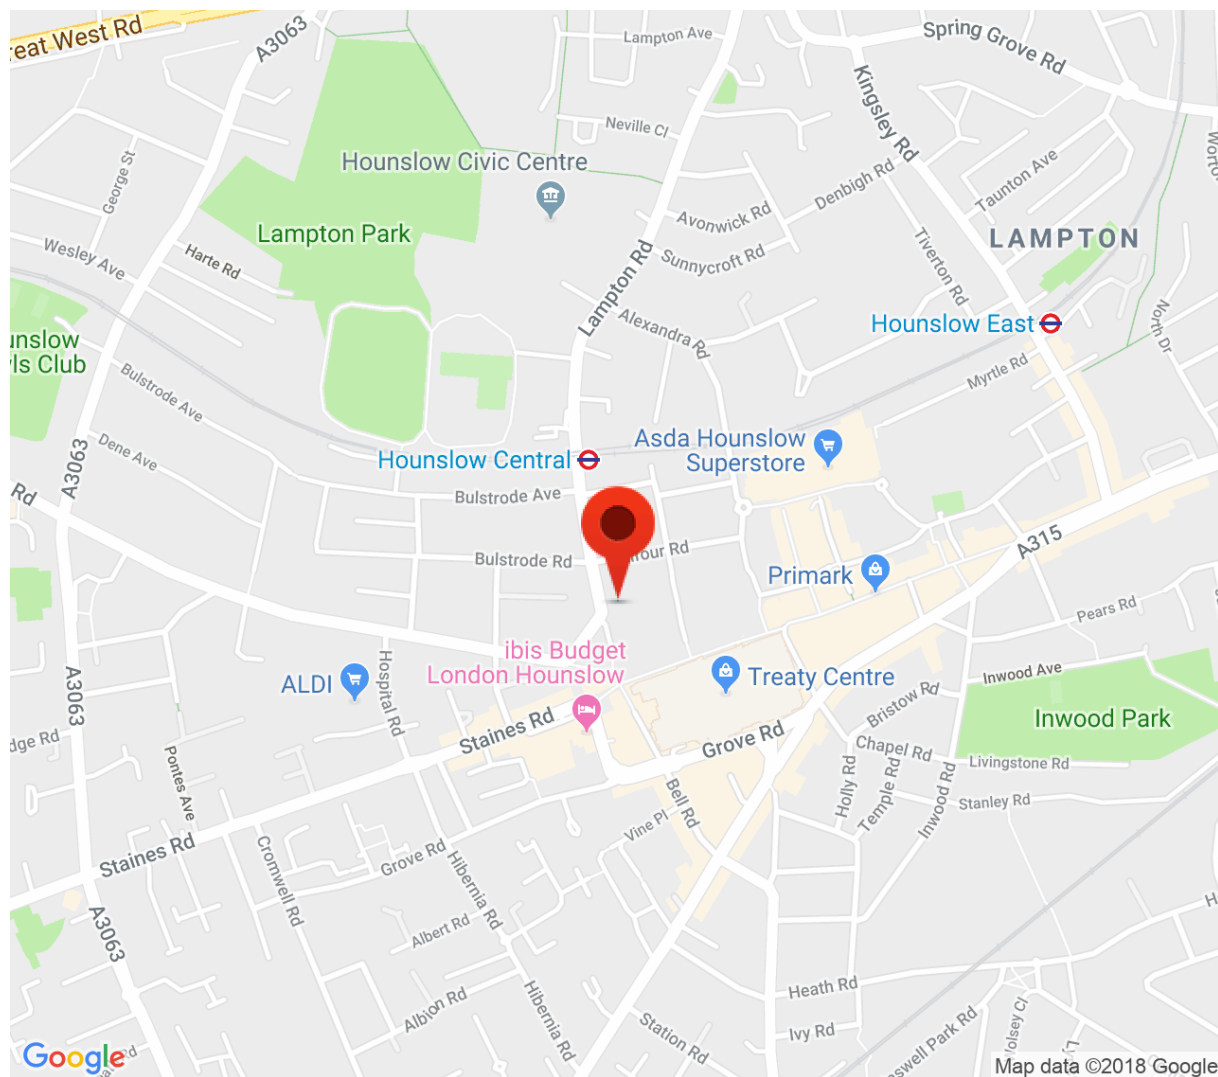 reat West Rd
A3063
Lampton Ave
Spring Grove Rd
Kingsley Rd
Neville Cl
Hounslow Civic Centre
George St
Denbigh Rd
Taunton Ave
Avonwick Rd
Lampton Park
Tiverton Rd
LAMPTON
Wesley Ave
Harte Rd
Sunnycroft Rd
Lampton Rd
Alexandra Rd
Hounslow East
North Dr
unslow
ls Club
Bulstrode Ave
Myrtle Rd
Dene Ave
A3063
Asda Hounslow
Superstore
Hounslow Central
Rd
Bulstrode Ave
A315
Bulstrode Rd
four Rd
Primark
Pears Rd
ibis Budget
London Hounslow
Hospital Rd
ALDI
Treaty Centre
Inwood Ave
A3063
Bristow Rd
Inwood Park
Staines Rd
Grove Rd
dge Rd
Chapel Rd
Livingstone Rd
Pontes Ave
Holly Rd
Temple Rd
Inwood Rd
Stanley Rd
Bell Rd
Vine Pl
Staines Rd
Grove Rd
Cromwell Rd
Hibernia Rd
A3063
Albert Rd
Heath Rd
Albion Rd
Hibernia Rd
Station Rd
Ivy Rd
swell Park Rd
olsey Cl
Google
Map data ©2018 Google